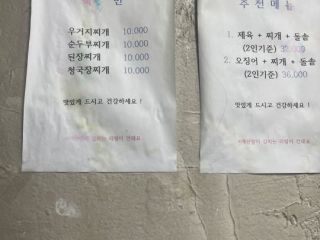 우거지찌개 10.000
순두부찌개 10.000
된장찌개 10.000
청국장찌개 10.000
맛있게 드시고 건강하세요!
추천메뉴
1. 제육 + 찌개 + 돌솥
(2인기준) 32.000
2. 오징어 + 찌개 + 돌솥
(2인기준) 36,000
맛있게 드시고 건강하세요!